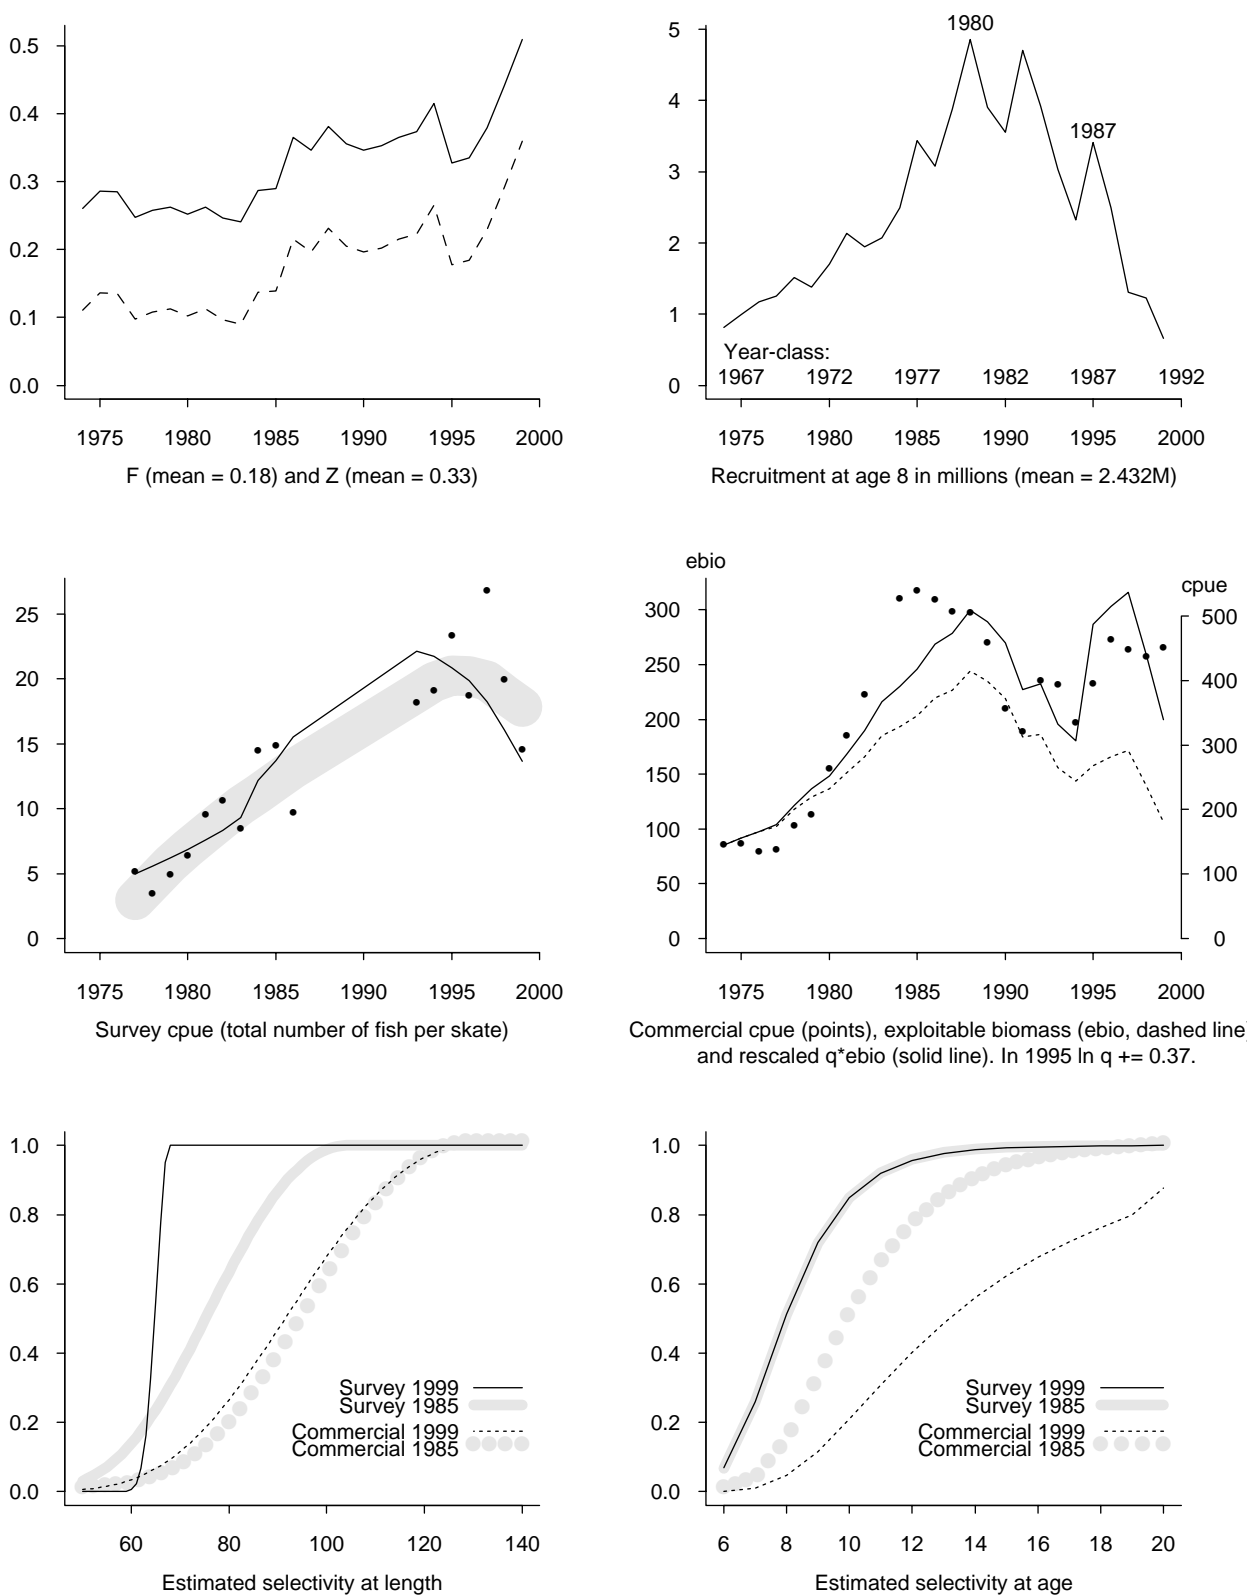 0.5
0.4
0.3
0.2
0.1
0.0
1975 1980 1985 1990 1995 2000
F (mean = 0.18) and Z (mean = 0.33)
5
4
3
2
1
0
1980
1987
Year-class:
1967 1972 1977 1982 1987 1992
1975 1980 1985 1990 1995 2000
Recruitment at age 8 in millions (mean = 2.432M)
25
20
15
10
5
0
1975 1980 1985 1990 1995 2000
Survey cpue (total number of fish per skate)
ebio
300
250
200
150
100
50
0
cpue
500
400
300
200
100
0
1975 1980 1985 1990 1995 2000
Commercial cpue (points), exploitable biomass (ebio, dashed line)
and rescaled q*ebio (solid line). In 1995 ln q += 0.37.
1.0
0.8
0.6
0.4
0.2
0.0
Survey 1999
Survey 1985
Commercial 1999
Commercial 1985
60 80 100 120 140
Estimated selectivity at length
1.0
0.8
0.6
0.4
0.2
0.0
Survey 1999
Survey 1985
Commercial 1999
Commercial 1985
6 8 10 12 14 16 18 20
Estimated selectivity at age